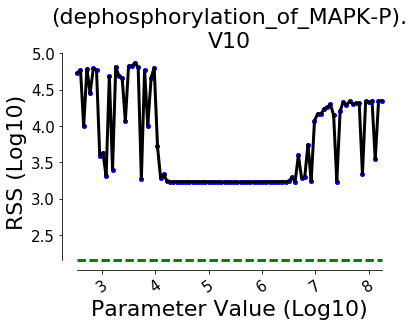 (dephosphorylation_of_MAPK-P).
V10
RSS (Log10)
5.0
4.5
4.0
3.5
3.0
2.5
3 4 5 6 7 8
Parameter Value (Log10)